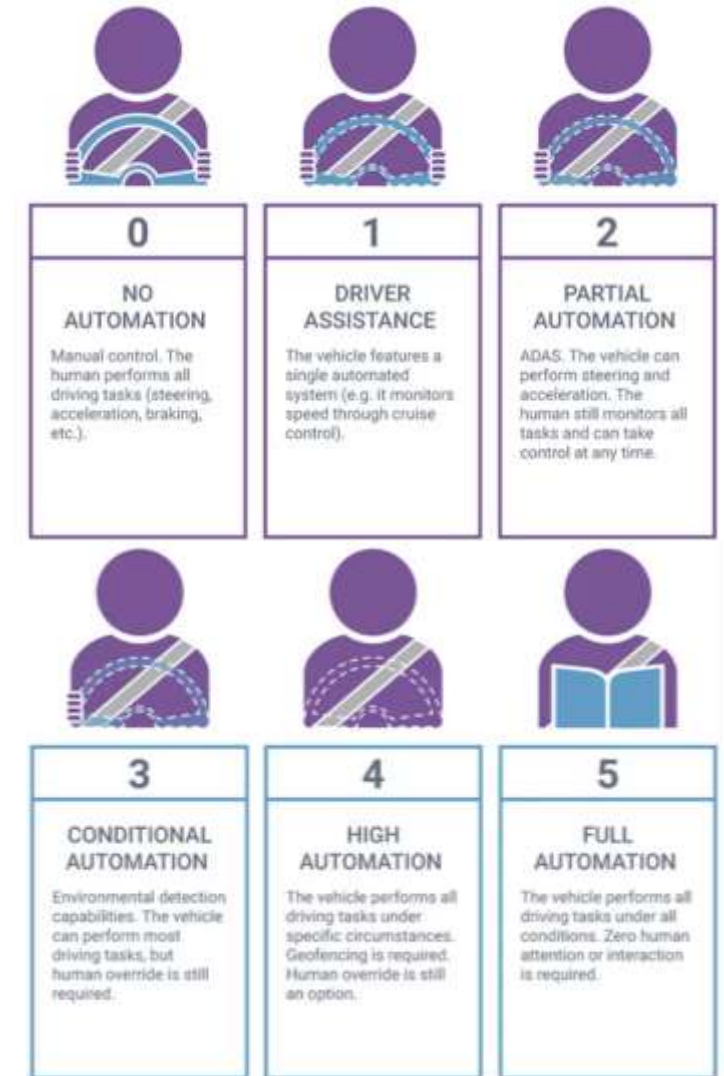 0
NO
AUTOMATION
Manual control. The
human performs all
driving tasks (steering,
acceleration, braking,
etc.).
1
DRIVER
ASSISTANCE
The vehicle features a
single automated
system (e.g. it monitors
speed through cruise
control).
2
PARTIAL
AUTOMATION
ADAS. The vehicle can
perform steering and
acceleration. The
human still monitors all
tasks and can take
control at any time.
3
CONDITIONAL
AUTOMATION
Environmental detection
capabilities. The vehicle
can perform most
driving tasks, but
human override is still
required.
4
HIGH
AUTOMATION
The vehicle performs all
driving tasks under
specific circumstances.
Geofencing is required.
Human override is still
an option.
5
FULL
AUTOMATION
The vehicle performs all
driving tasks under all
conditions. Zero human
attention or interaction
is required.